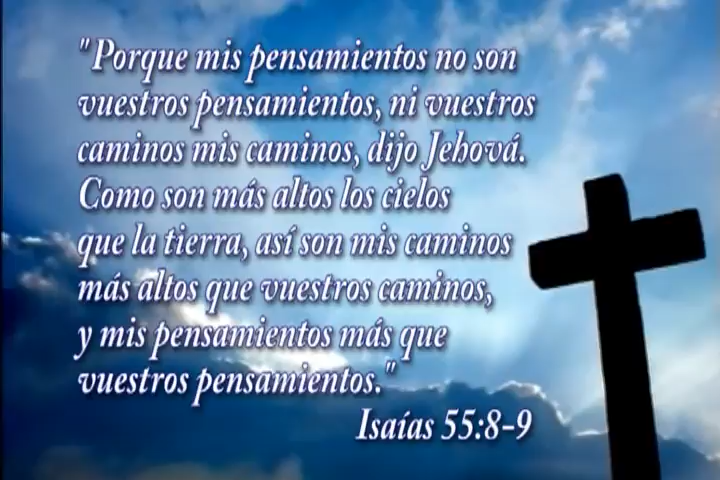 "Porque mis pensamientos no son
vuestros pensamientos, ni vuestros
caminos mis caminos, dijo Jehová.
Como son más altos los cielos
que la tierra, así son mis caminos
más altos que vuestros caminos,
y mis pensamientos más que
vuestros pensamientos."
Isaías 55:8-9